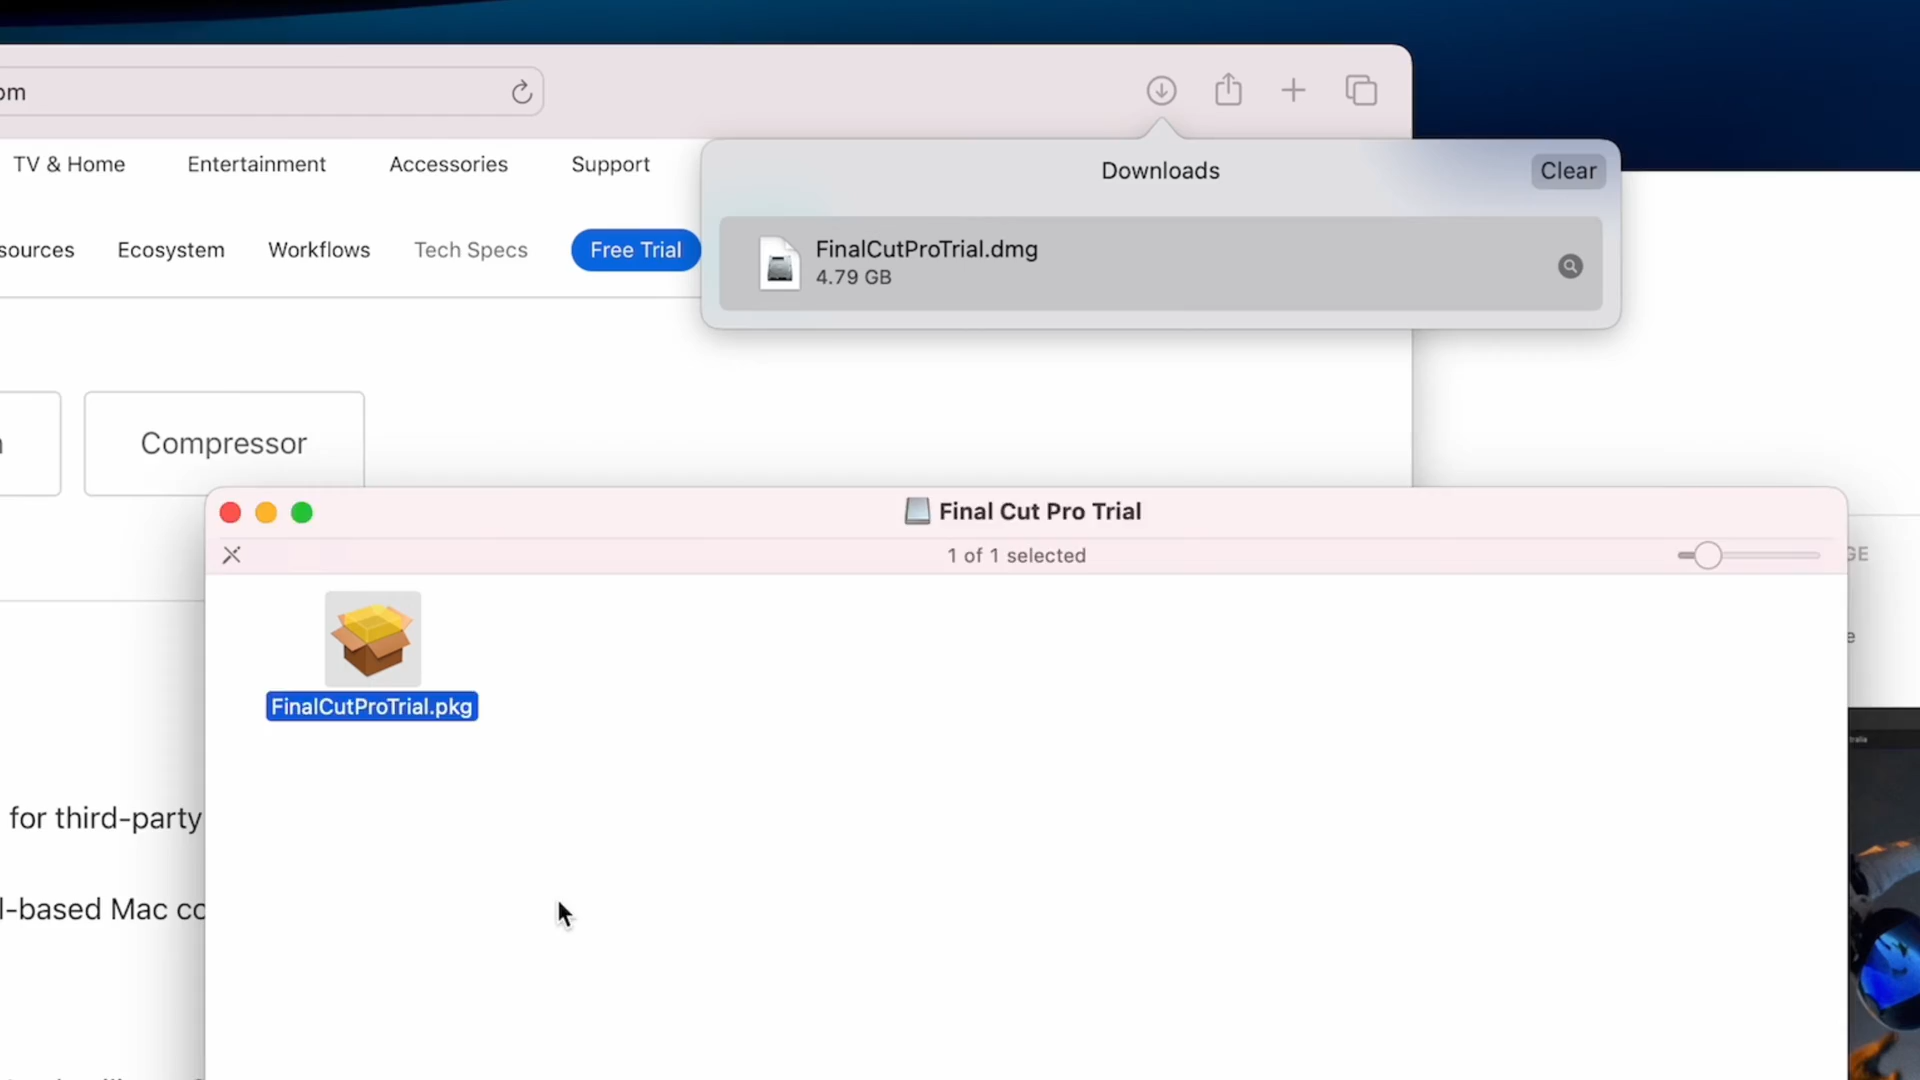 om
TV & Home Entertainment Accessories Support
Downloads
Clear
sources Ecosystem Workflows Tech Specs Free Trial
FinalCutProTrial.dmg
4.79 GB
Compressor
Final Cut Pro Trial
1 of 1 selected
GE
FinalCutProTrial.pkg
for third-party
l-based Mac co